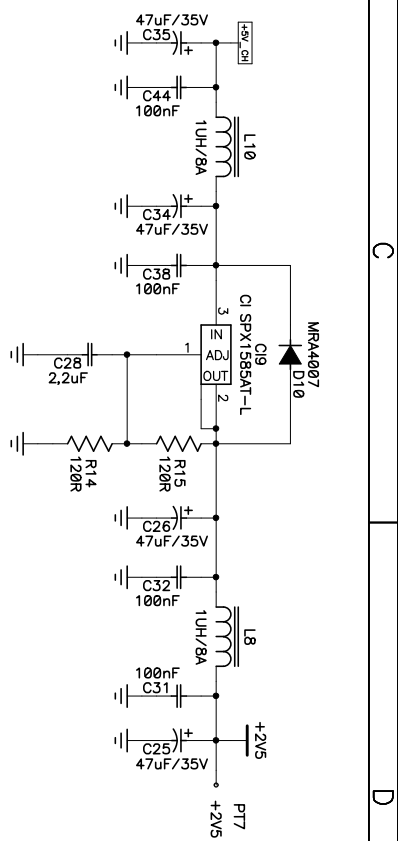 C
D
+5V_CH
47uF/35V
C35
+
C44
100nF
L10
1UH/8A
+
C34
47uF/35V
C38
100nF
MRA4007
D10
CI9
CI SPX1585AT-L
3
IN
ADJ
OUT
1
2
C28
2,2uF
R14
120R
R15
120R
+
C26
47uF/35V
C32
100nF
L8
1UH/8A
100nF
C31
+
C25
47uF/35V
+2V5
PT7
+2V5